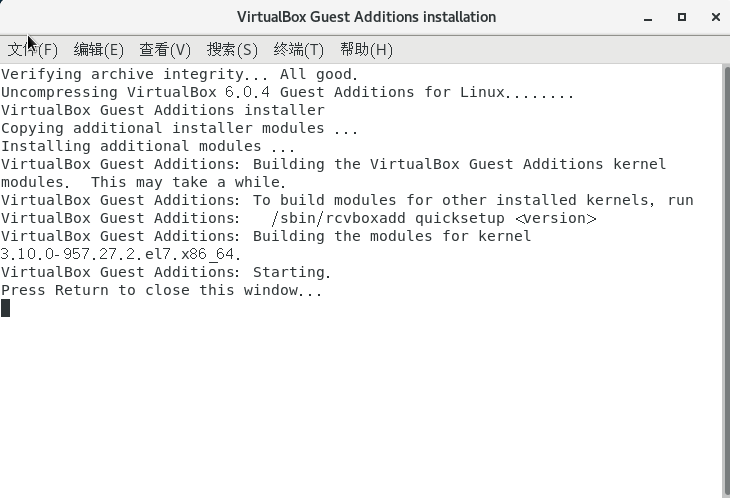 VirtualBox Guest Additions installation
文件(F) 编辑(E) 查看(V) 搜索(S) 终端(T) 帮助(H)
Verifying archive integrity... All good.
Uncompressing VirtualBox 6.0.4 Guest Additions for Linux........
VirtualBox Guest Additions installer
Copying additional installer modules ...
Installing additional modules ...
VirtualBox Guest Additions: Building the VirtualBox Guest Additions kernel
modules.  This may take a while.
VirtualBox Guest Additions: To build modules for other installed kernels, run
VirtualBox Guest Additions:   /sbin/rcvboxadd quicksetup <version>
VirtualBox Guest Additions: Building the modules for kernel
3.10.0-957.27.2.el7.x86_64.
VirtualBox Guest Additions: Starting.
Press Return to close this window...